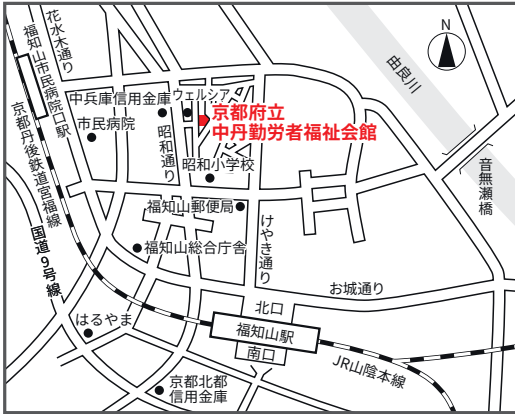 花水木通り
福知山市民病院口駅
N
由良川
中兵庫信用金庫
ウェルシア
京都府立
中丹勤労者福祉会館
市民病院
昭和通り
昭和小学校
京都丹後鉄道宮福線
音無瀬橋
福知山郵便局
けやき通り
国道9号線
福知山総合庁舎
お城通り
北口
はるやま
福知山駅
南口
JR山陰本線
京都北都
信用金庫